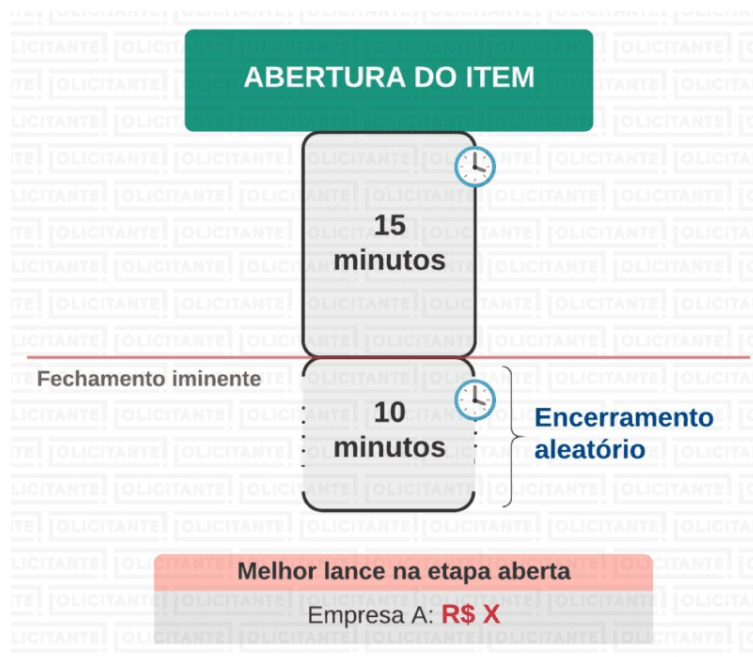 ABERTURA DO ITEM
15
minutos
Fechamento iminente
10
minutos
Encerramento
aleatório
Melhor lance na etapa aberta
Empresa A: R$ X